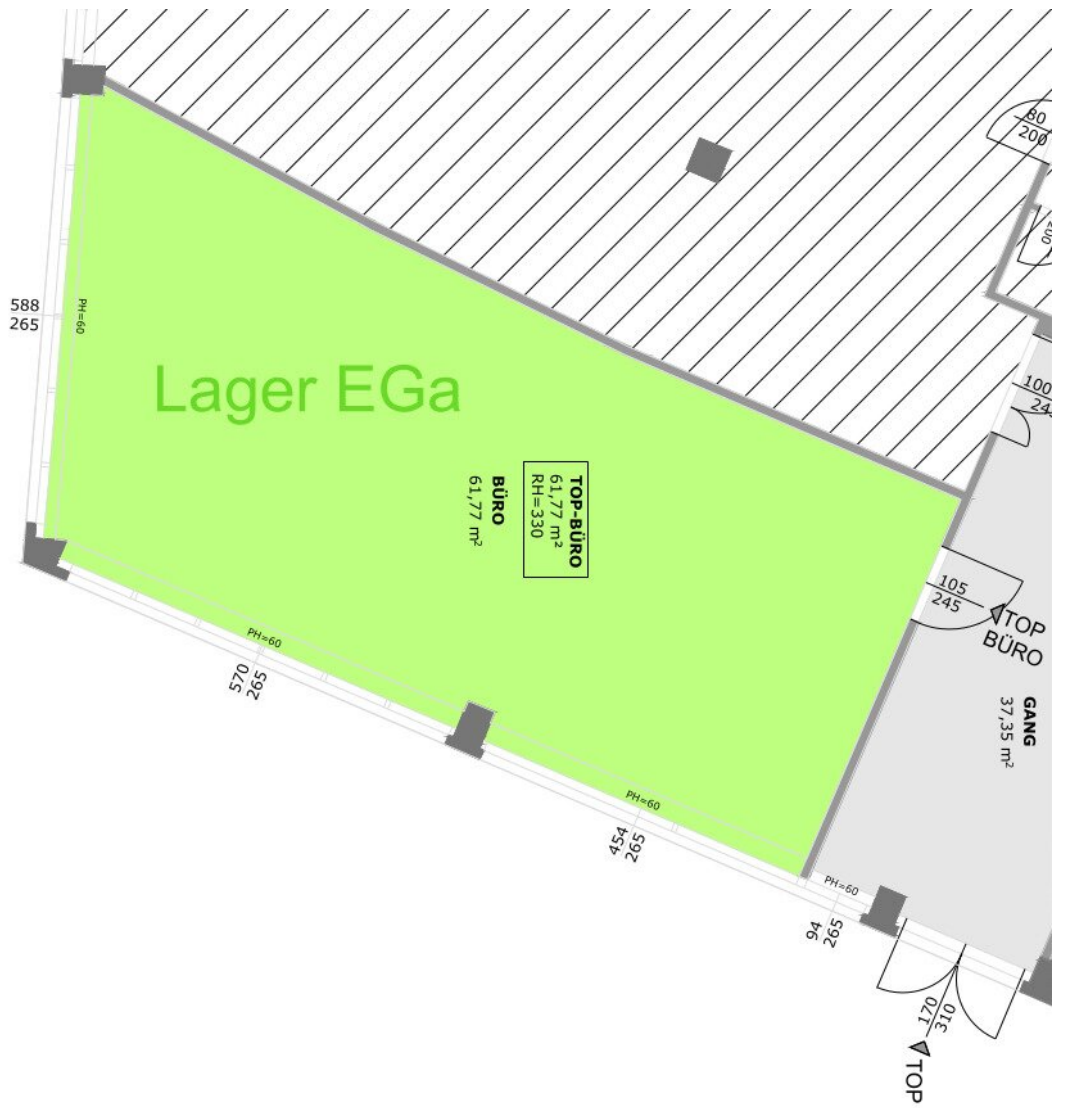 80
200
200
588
265
PH=60
Lager EGa
100
TOP-BÜRO
61,77 m²
RH=330
BÜRO
61,77 m²
105
245
TOP
BÜRO
GANG
37,35 m²
PH=60
570
265
PH=60
454
265
PH=60
94
265
170
310
TOP